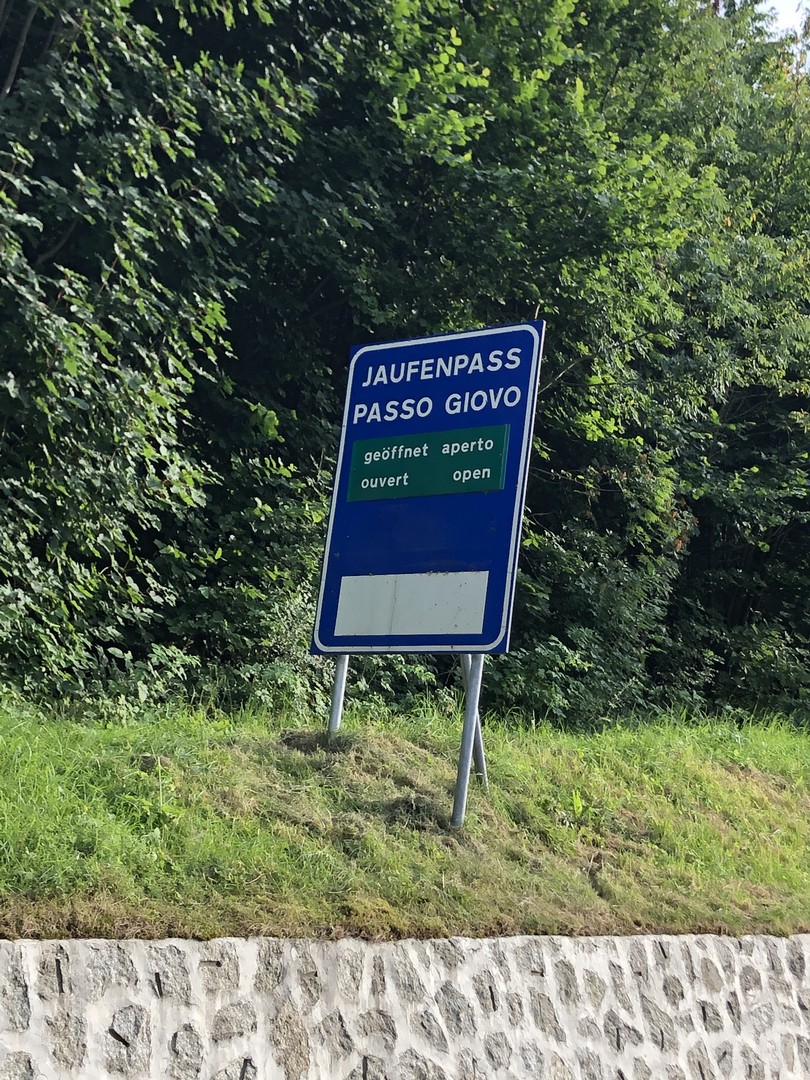 JAUFENPASS
PASSO GIOVO
geöffnet aperto
ouvert open